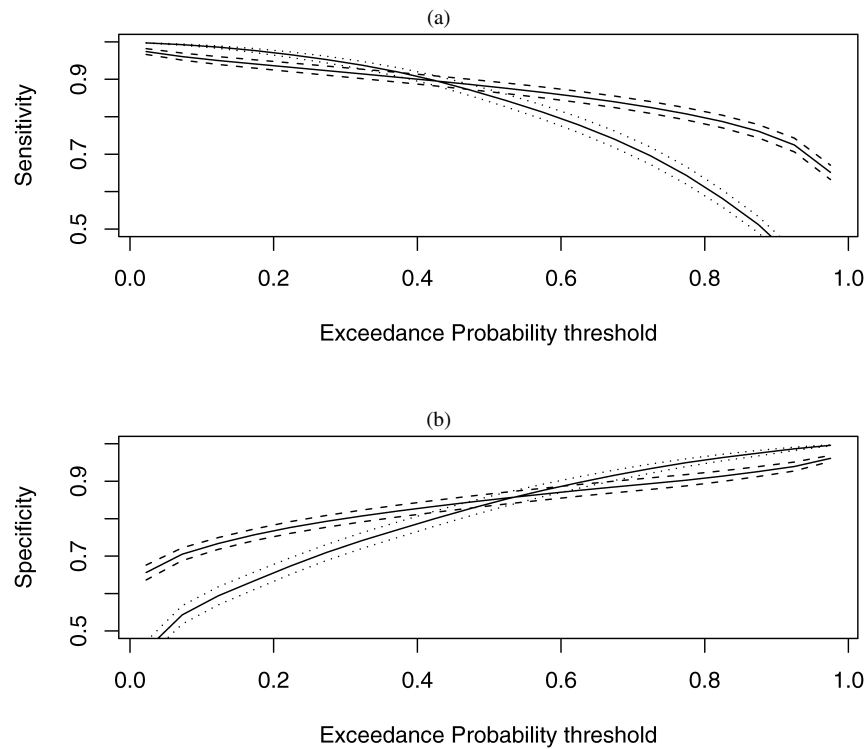 (a)
Sensitivity
0.9
0.7
0.5
0.0 0.2 0.4 0.6 0.8 1.0
Exceedance Probability threshold
(b)
Specificity
0.9
0.7
0.5
0.0 0.2 0.4 0.6 0.8 1.0
Exceedance Probability threshold